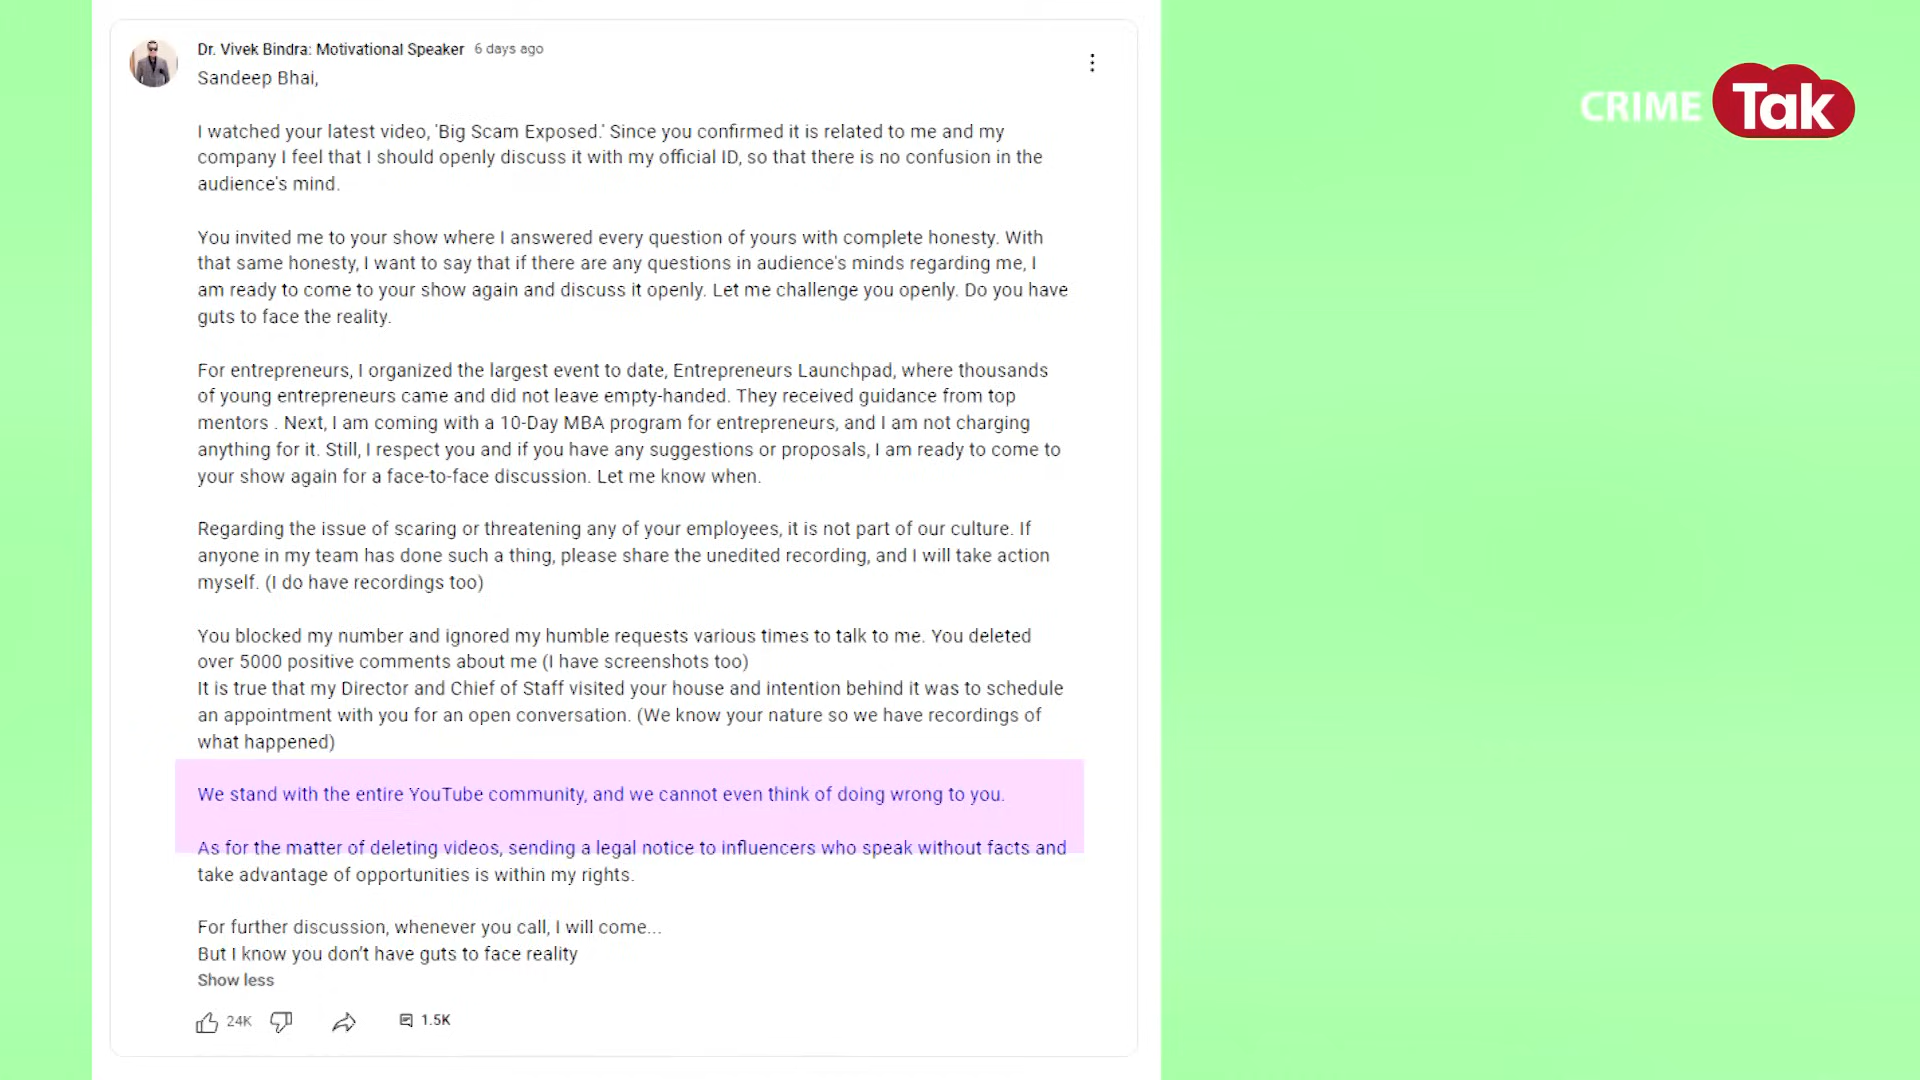 Dr. Vivek Bindra: Motivational Speaker 6 days ago
Sandeep Bhai,
I watched your latest video, 'Big Scam Exposed.' Since you confirmed it is related to me and my
company I feel that I should openly discuss it with my official ID, so that there is no confusion in the
audience's mind.
You invited me to your show where I answered every question of yours with complete honesty. With
that same honesty, I want to say that if there are any questions in audience's minds regarding me, I
am ready to come to your show again and discuss it openly. Let me challenge you openly. Do you have
guts to face the reality.
For entrepreneurs, I organized the largest event to date, Entrepreneurs Launchpad, where thousands
of young entrepreneurs came and did not leave empty-handed. They received guidance from top
mentors . Next, I am coming with a 10-Day MBA program for entrepreneurs, and I am not charging
anything for it. Still, I respect you and if you have any suggestions or proposals, I am ready to come to
your show again for a face-to-face discussion. Let me know when.
Regarding the issue of scaring or threatening any of your employees, it is not part of our culture. If
anyone in my team has done such a thing, please share the unedited recording, and I will take action
myself. (I do have recordings too)
You blocked my number and ignored my humble requests various times to talk to me. You deleted
over 5000 positive comments about me (I have screenshots too)
It is true that my Director and Chief of Staff visited your house and intention behind it was to schedule
an appointment with you for an open conversation. (We know your nature so we have recordings of
what happened)
We stand with the entire YouTube community, and we cannot even think of doing wrong to you.
As for the matter of deleting videos, sending a legal notice to influencers who speak without facts and
take advantage of opportunities is within my rights.
For further discussion, whenever you call, I will come...
But I know you don't have guts to face reality
Show less
24K 1.5K
CRIME Tak